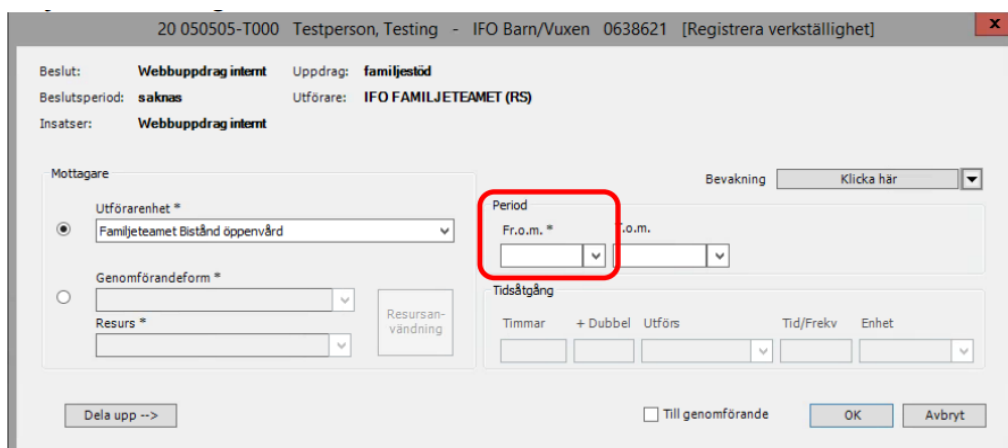 20 050505-T000 Testperson, Testing - IFO Barn/Vuxen 0638621 [Registrera verkställighet] x
Beslut: Webbuppdrag internt Uppdrag: familjestöd
Beslutsperiod: saknas Utförare: IFO FAMILJETEAMET (RS)
Insatser: Webbuppdrag internt
Mottagare
Bevakning Klicka här
Utförarenhet *
Familjeteamet Bistånd öppenvård
Period
Fr.o.m. * T.o.m.
Genomförandeform *
Resurs *
Resursan-
vändning
Tidsåtgång
Timmar + Dubbel Utförs Tid/Frekv Enhet
Dela upp --> Till genomförande OK Avbryt